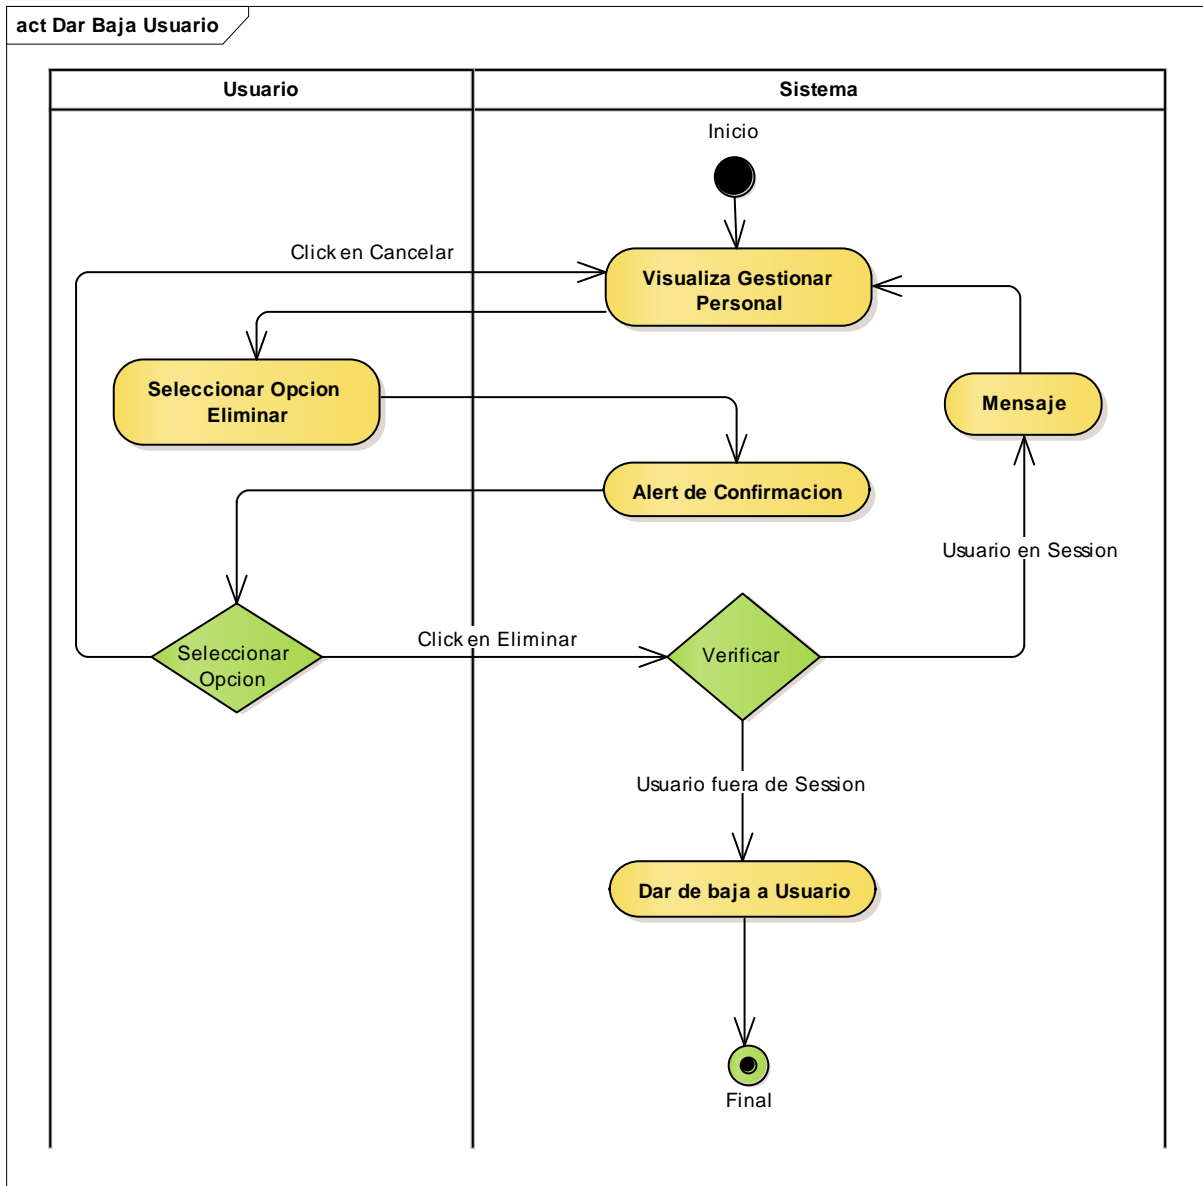 act Dar Baja Usuario
Usuario
Sistema
Inicio
Click en Cancelar
Visualiza Gestionar
Personal
Seleccionar Opcion
Eliminar
Mensaje
Alert de Confirmacion
Usuario en Session
Seleccionar
Opcion
Click en Eliminar
Verificar
Usuario fuera de Session
Dar de baja a Usuario
Final